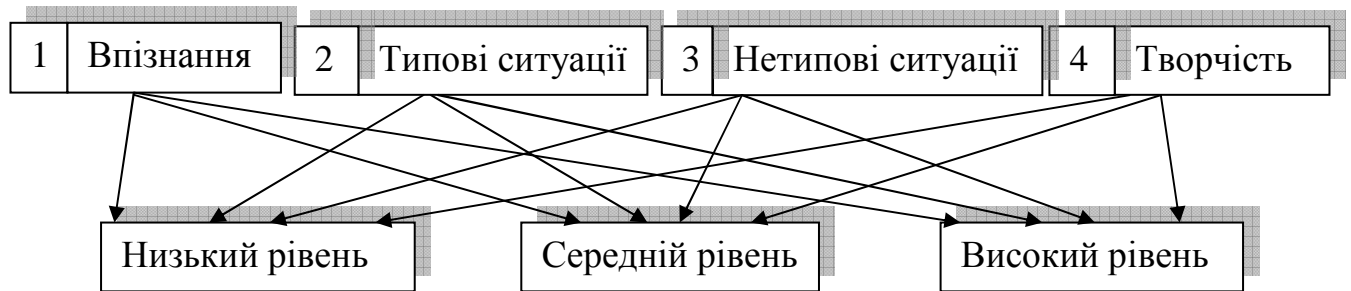 1 Впізнання 2 Типові ситуації 3 Нетипові ситуації 4 Творчість
Низький рівень Середній рівень Високий рівень